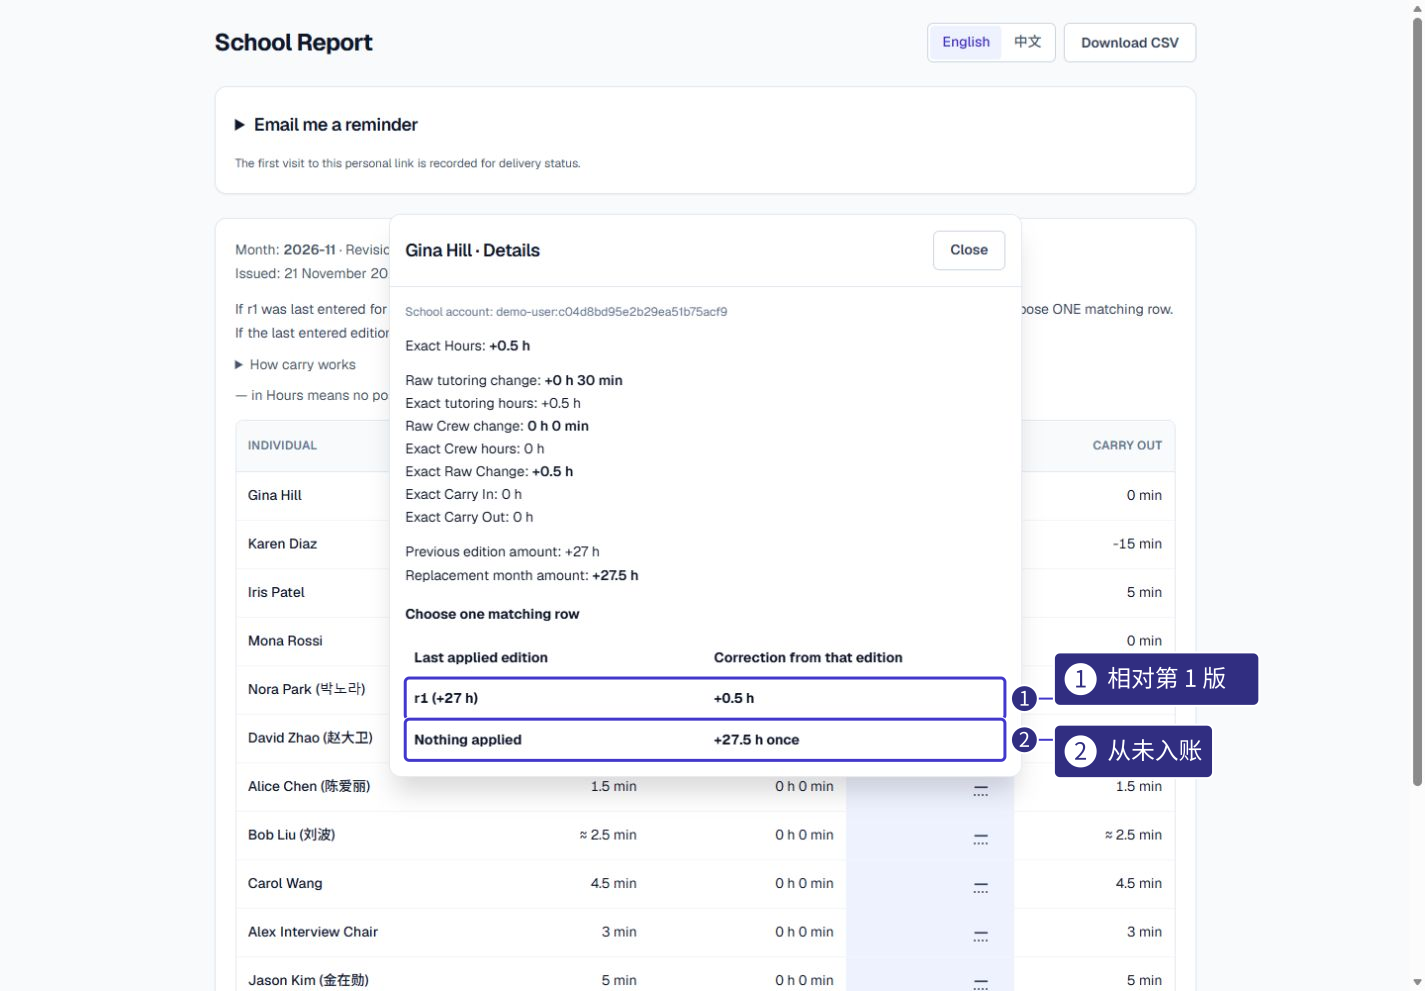 School Report
English 中文 Download CSV
▶ Email me a reminder
The first visit to this personal link is recorded for delivery status.
Month: 2026-11 · Revisio
Issued: 21 November 20
If r1 was last entered for
ose ONE matching row.
If the last entered edition
▶ How carry works
— in Hours means no po
Gina Hill · Details
Close
School account: demo-user:c04d8bd95e2b29ea51b75acf9
Exact Hours: +0.5 h
Raw tutoring change: +0 h 30 min
Exact tutoring hours: +0.5 h
Raw Crew change: 0 h 0 min
Exact Crew hours: 0 h
Exact Raw Change: +0.5 h
Exact Carry In: 0 h
Exact Carry Out: 0 h
Previous edition amount: +27 h
Replacement month amount: +27.5 h
Choose one matching row
Last applied edition Correction from that edition
r1 (+27 h) +0.5 h
Nothing applied +27.5 h once
1 1 相对第 1 版
2 2 从未入账
INDIVIDUAL CARRY OUT
Gina Hill 0 min
Karen Diaz -15 min
Iris Patel 5 min
Mona Rossi 0 min
Nora Park (박노라)
David Zhao (赵大卫)
Alice Chen (陈爱丽) 1.5 min 0 h 0 min — 1.5 min
Bob Liu (刘波) ≈ 2.5 min 0 h 0 min — ≈ 2.5 min
Carol Wang 4.5 min 0 h 0 min — 4.5 min
Alex Interview Chair 3 min 0 h 0 min — 3 min
Jason Kim (金在勋) 5 min 0 h 0 min — 5 min